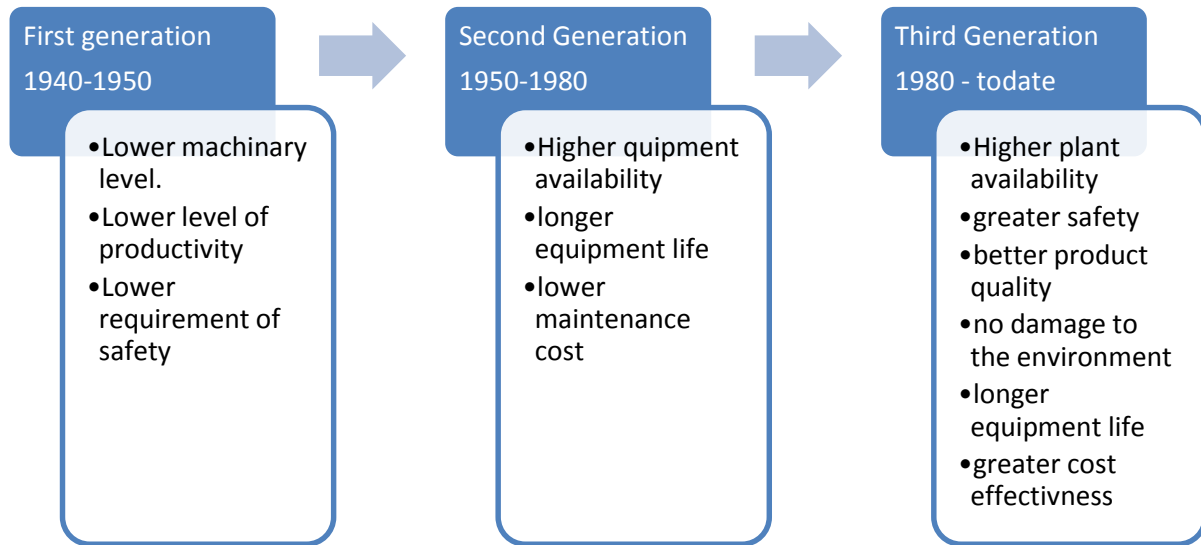 First generation
1940-1950
•Lower machinary
level.
•Lower level of
productivity
•Lower
requirement of
safety
Second Generation
1950-1980
•Higher quipment
availability
•longer
equipment life
•lower
maintenance
cost
Third Generation
1980 - todate
•Higher plant
availability
•greater safety
•better product
quality
•no damage to
the environment
•longer
equipment life
•greater cost
effectivness